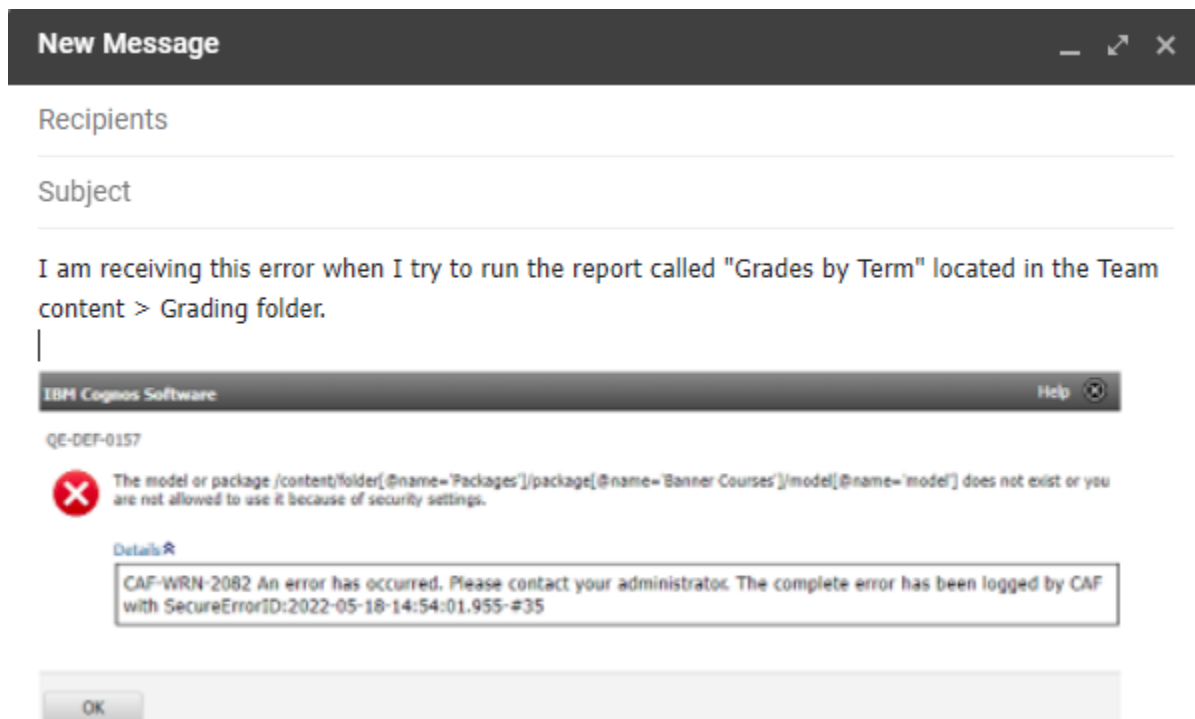 New Message
Recipients
Subject
I am receiving this error when I try to run the report called "Grades by Term" located in the Team
content > Grading folder.
IBM Cognos Software Help
QE-DEF-0157
The model or package /content/folder[@name='Packages']/package[@name='Banner Courses']/model[@name='model'] does not exist or you
are not allowed to use it because of security settings.
Details
CAF-WRN-2082 An error has occurred. Please contact your administrator. The complete error has been logged by CAF
with SecureErrorID:2022-05-18-14:54:01.955-#35
OK